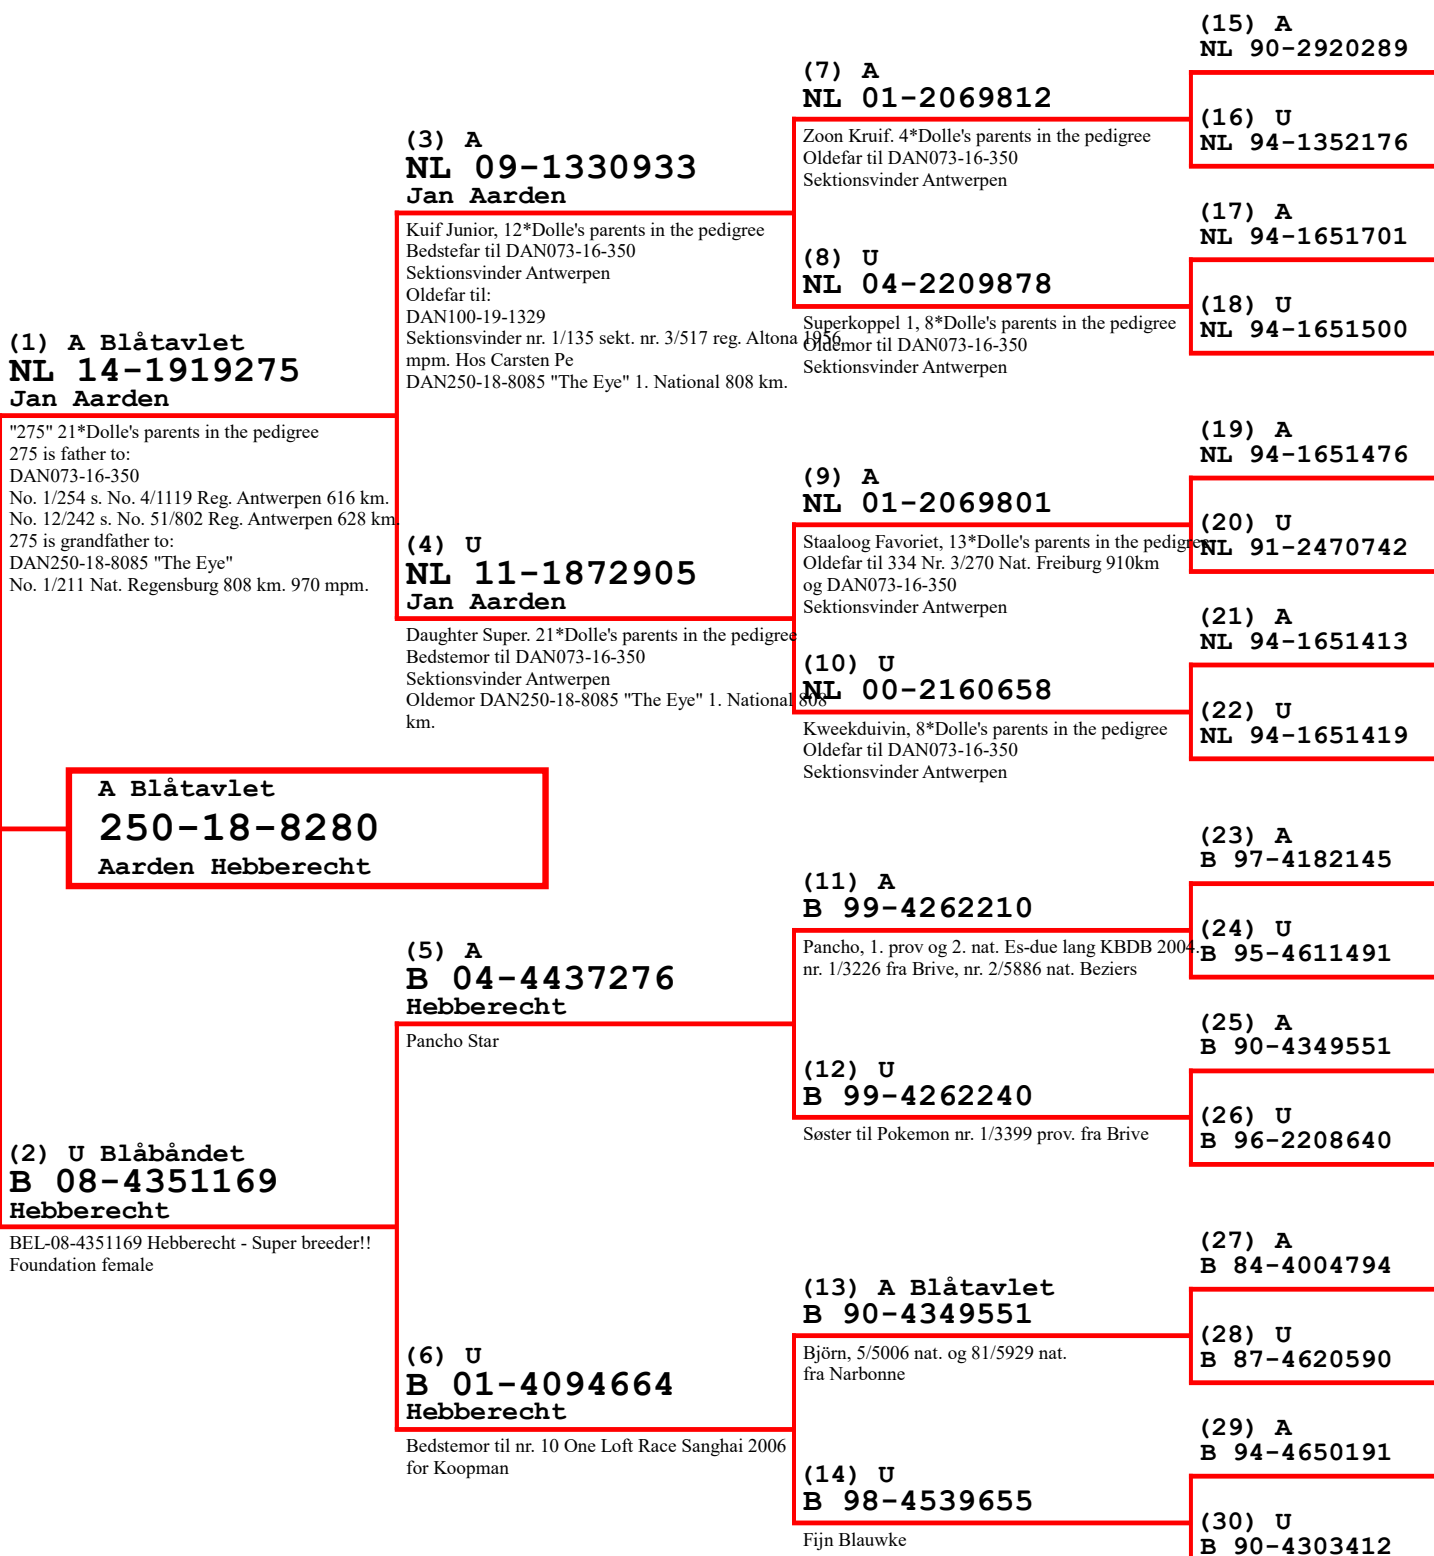 (1) A Blåtavlet
NL 14-1919275
Jan Aarden
"275" 21*Dolle's parents in the pedigree
275 is father to:
DAN073-16-350
No. 1/254 s. No. 4/1119 Reg. Antwerpen 616 km.
No. 12/242 s. No. 51/802 Reg. Antwerpen 628 km.
275 is grandfather to:
DAN250-18-8085 "The Eye"
No. 1/211 Nat. Regensburg 808 km. 970 mpm.
A Blåtavlet
250-18-8280
Aarden Hebberecht
(2) U Blåbåndet
B 08-4351169
Hebberecht
BEL-08-4351169 Hebberecht - Super breeder!!
Foundation female
(3) A
NL 09-1330933
Jan Aarden
Kuif Junior, 12*Dolle's parents in the pedigree
Bedstefar til DAN073-16-350
Sektionsvinder Antwerpen
Oldefar til:
DAN100-19-1329
Sektionsvinder nr. 1/135 sekt. nr. 3/517 reg. Altona 1956
mpm. Hos Carsten Pe
DAN250-18-8085 "The Eye" 1. National 808 km.
(4) U
NL 11-1872905
Jan Aarden
Daughter Super. 21*Dolle's parents in the pedigree
Bedstemor til DAN073-16-350
Sektionsvinder Antwerpen
Oldemor DAN250-18-8085 "The Eye" 1. National 808
km.
(5) A
B 04-4437276
Hebberecht
Pancho Star
(6) U
B 01-4094664
Hebberecht
Bedstemor til nr. 10 One Loft Race Sanghai 2006
for Koopman
(7) A
NL 01-2069812
Zoon Kruif. 4*Dolle's parents in the pedigree
Oldefar til DAN073-16-350
Sektionsvinder Antwerpen
(8) U
NL 04-2209878
Superkoppel 1, 8*Dolle's parents in the pedigree
Oldemor til DAN073-16-350
Sektionsvinder Antwerpen
(9) A
NL 01-2069801
Staaloog Favoriet, 13*Dolle's parents in the pedigree
Oldefar til 334 Nr. 3/270 Nat. Freiburg 910km
og DAN073-16-350
Sektionsvinder Antwerpen
(10) U
NL 00-2160658
Kweekduivin, 8*Dolle's parents in the pedigree
Oldefar til DAN073-16-350
Sektionsvinder Antwerpen
(11) A
B 99-4262210
Pancho, 1. prov og 2. nat. Es-due lang KBDB 2004.
nr. 1/3226 fra Brive, nr. 2/5886 nat. Beziers
(12) U
B 99-4262240
Søster til Pokemon nr. 1/3399 prov. fra Brive
(13) A Blåtavlet
B 90-4349551
Björn, 5/5006 nat. og 81/5929 nat.
fra Narbonne
(14) U
B 98-4539655
Fijn Blauwke
(15) A
NL 90-2920289
(16) U
NL 94-1352176
(17) A
NL 94-1651701
(18) U
NL 94-1651500
(19) A
NL 94-1651476
(20) U
NL 91-2470742
(21) A
NL 94-1651413
(22) U
NL 94-1651419
(23) A
B 97-4182145
(24) U
B 95-4611491
(25) A
B 90-4349551
(26) U
B 96-2208640
(27) A
B 84-4004794
(28) U
B 87-4620590
(29) A
B 94-4650191
(30) U
B 90-4303412